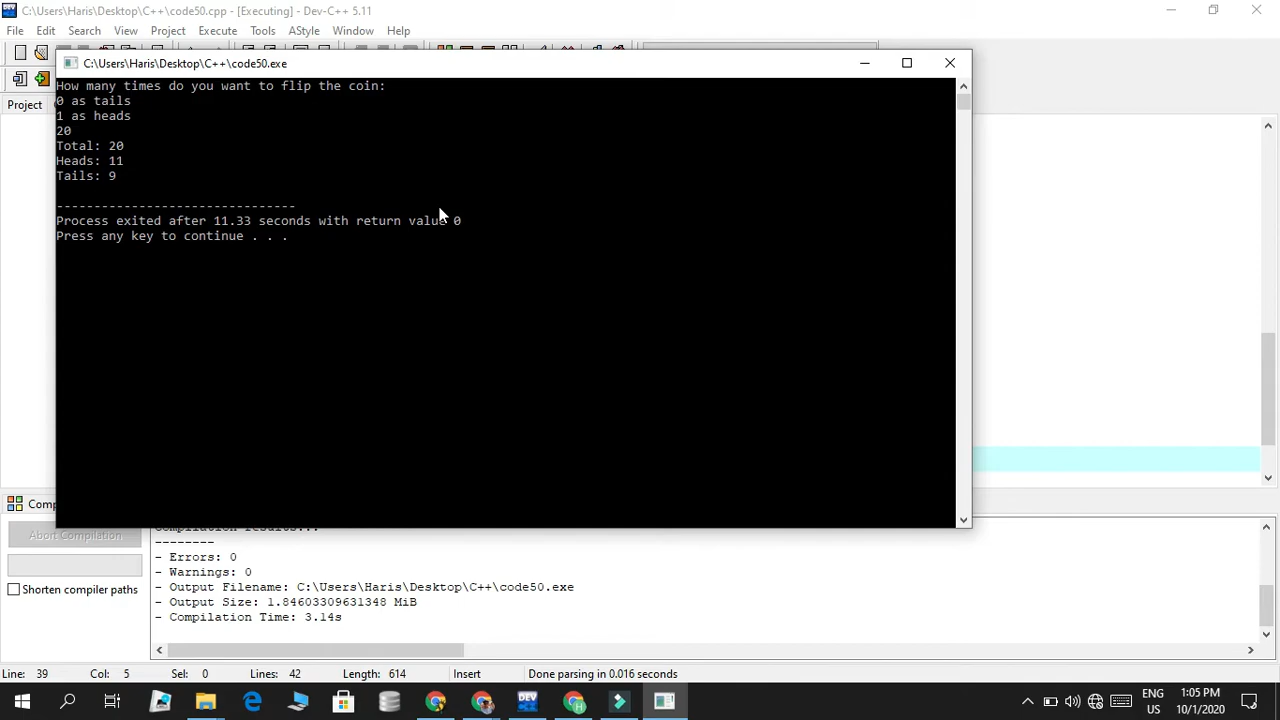 C:\Users\Haris\Desktop\C++\code50.cpp - [Executing] - Dev-C++ 5.11
File Edit Search View Project Execute Tools AStyle Window Help
C:\Users\Haris\Desktop\C++\code50.exe
Project
How many times do you want to flip the coin:
0 as tails
1 as heads
20
Total: 20
Heads: 11
Tails: 9
--------------------------------
Process exited after 11.33 seconds with return value 0
Press any key to continue . . .
Comp
Compilation results...
--------
- Errors: 0
- Warnings: 0
- Output Filename: C:\Users\Haris\Desktop\C++\code50.exe
- Output Size: 1.84603309631348 MiB
- Compilation Time: 3.14s
Abort Compilation
Shorten compiler paths
Line: 39 Col: 5 Sel: 0 Lines: 42 Length: 614 Insert Done parsing in 0.016 seconds
DEV
H
ENG
US
1:05 PM
10/1/2020